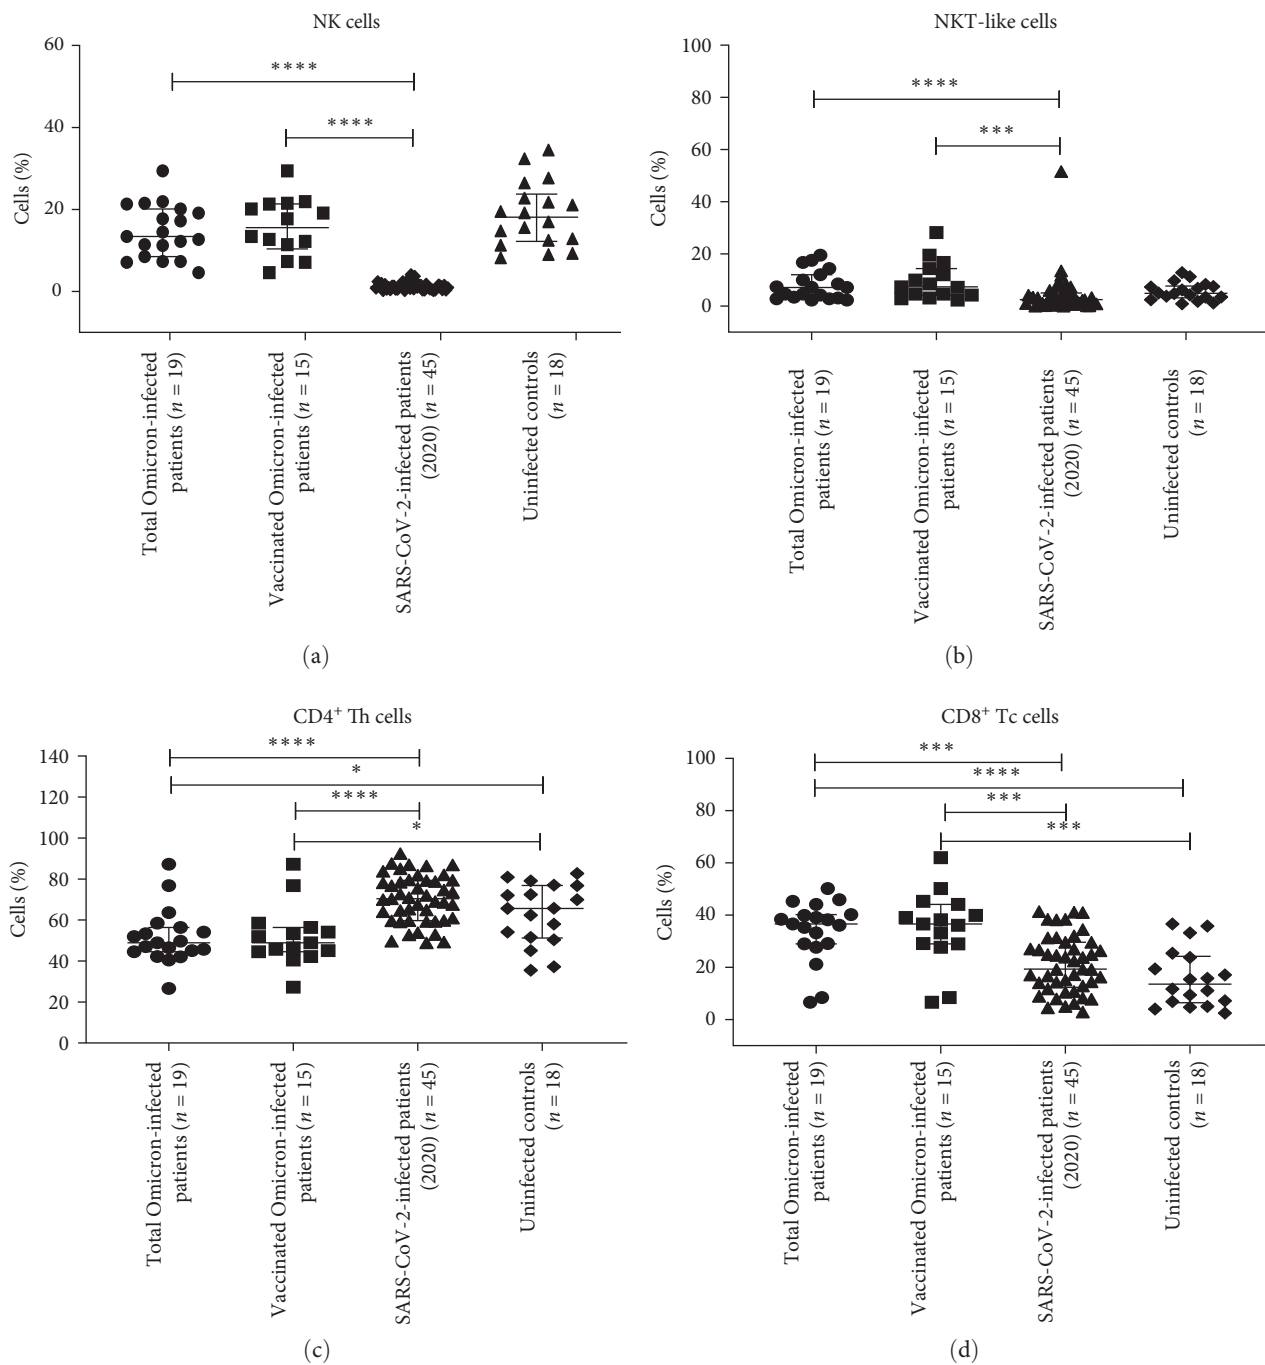 NK cells
60
40
20
0
Cells (%)
****
****
Total Omicron-infected
patients (n = 19)
Vaccinated Omicron-infected
patients (n = 15)
SARS-CoV-2-infected patients
(2020) (n = 45)
Uninfected controls
(n = 18)
(a)
NKT-like cells
100
80
60
40
20
0
Cells (%)
****
***
Total Omicron-infected
patients (n = 19)
Vaccinated Omicron-infected
patients (n = 15)
SARS-CoV-2-infected patients
(2020) (n = 45)
Uninfected controls
(n = 18)
(b)
CD4+ Th cells
140
120
100
80
60
40
20
0
Cells (%)
****
*
****
*
Total Omicron-infected
patients (n = 19)
Vaccinated Omicron-infected
patients (n = 15)
SARS-CoV-2-infected patients
(2020) (n = 45)
Uninfected controls
(n = 18)
(c)
CD8+ Tc cells
100
80
60
40
20
0
Cells (%)
***
****
***
***
Total Omicron-infected
patients (n = 19)
Vaccinated Omicron-infected
patients (n = 15)
SARS-CoV-2-infected patients
(2020) (n = 45)
Uninfected controls
(n = 18)
(d)